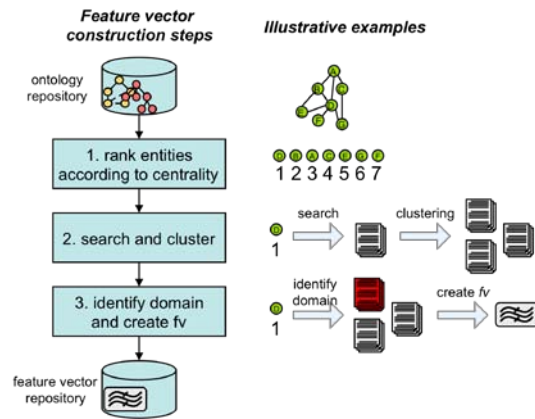 Feature vector
construction steps
Illustrative examples
ontology
repository
A
B
C
D
E
F
G
1. rank entities
according to centrality
D B A C E G F
1 2 3 4 5 6 7
2. search and cluster
search
clustering
D
1
3. identify domain
and create fv
identify
domain
create fv
D
1
feature vector
repository